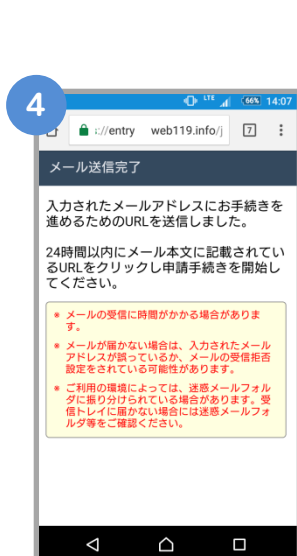 4
LTE 66% 14:07
://entry web119.info/j 7
メール送信完了
入力されたメールアドレスにお手続きを
進めるためのURLを送信しました。
24時間以内にメール本文に記載されてい
るURLをクリックし申請手続きを開始し
てください。
※ メールの受信に時間がかかる場合がありま
す。
※ メールが届かない場合は、入力されたメール
アドレスが誤っているか、メールの受信拒否
設定をされている可能性があります。
※ ご利用の環境によっては、迷惑メールフォル
ダに振り分けられている場合があります。受
信トレイに届かない場合には迷惑メールフォ
ルダ等をご確認ください。